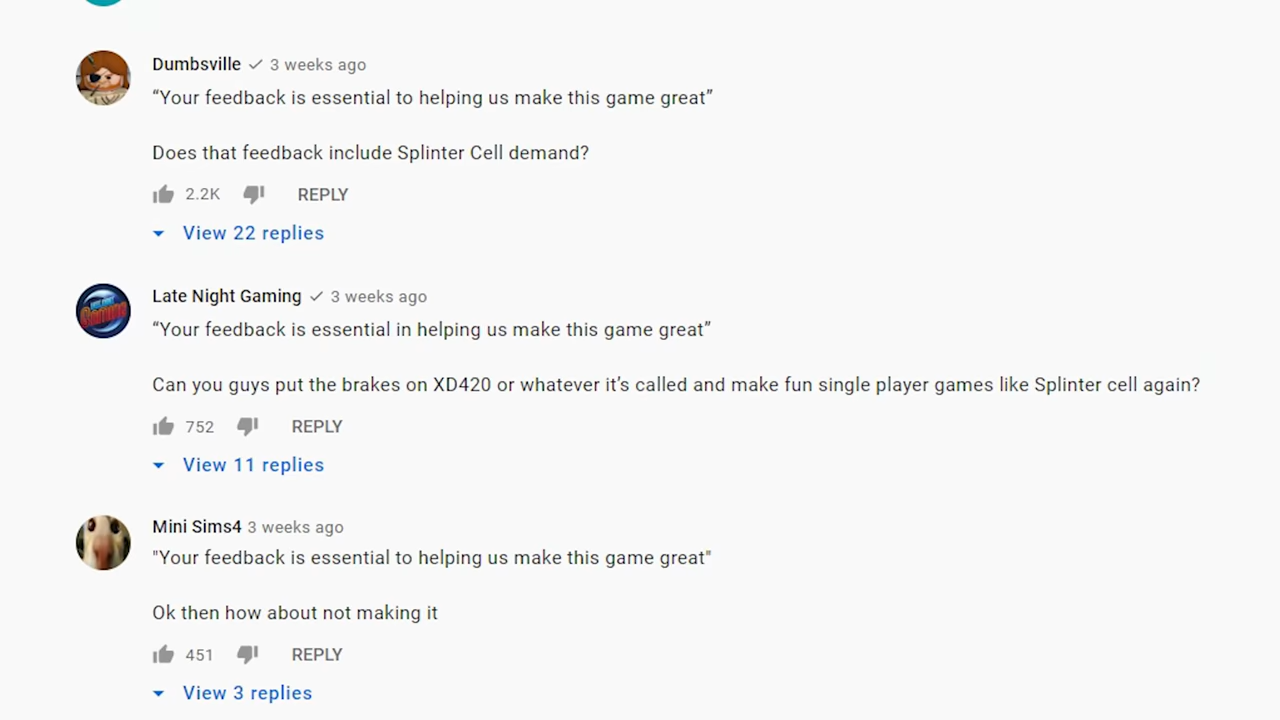 Dumbsville 3 weeks ago
“Your feedback is essential to helping us make this game great”
Does that feedback include Splinter Cell demand?
2.2K REPLY
View 22 replies
Late Night Gaming 3 weeks ago
“Your feedback is essential in helping us make this game great”
Can you guys put the brakes on XD420 or whatever it’s called and make fun single player games like Splinter cell again?
752 REPLY
View 11 replies
Mini Sims4 3 weeks ago
"Your feedback is essential to helping us make this game great"
Ok then how about not making it
451 REPLY
View 3 replies